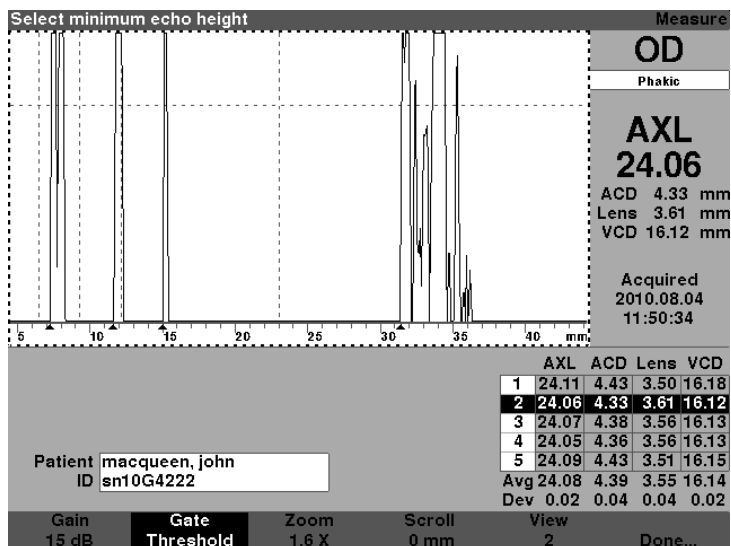 Select minimum echo height Measure
OD
Phakic
AXL
24.06
ACD 4.33 mm
Lens 3.61 mm
VCD 16.12 mm
Acquired
2010.08.04
11:50:34
5 10 15 20 25 30 35 40 mm
AXL ACD Lens VCD
1 24.11 4.43 3.50 16.18
2 24.06 4.33 3.61 16.12
3 24.07 4.38 3.56 16.13
4 24.05 4.36 3.56 16.13
5 24.09 4.43 3.51 16.15
Avg 24.08 4.39 3.55 16.14
Dev 0.02 0.04 0.04 0.02
Patient macqueen, john
ID sn10G4222
Gain Gate Zoom Scroll View
15 dB Threshold 1.6 X 0 mm 2 Done...